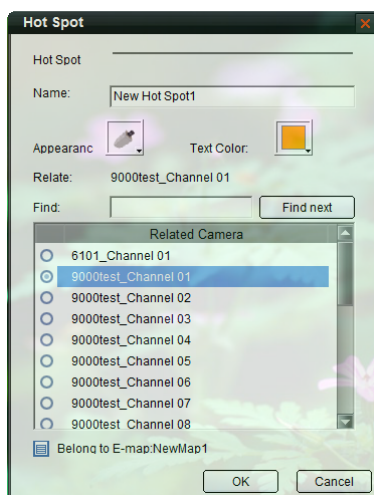 Hot Spot
Hot Spot
Name: New Hot Spot1
Appearanc Text Color:
Relate: 9000test_Channel 01
Find: Find next
Related Camera
6101_Channel 01
9000test_Channel 01
9000test_Channel 02
9000test_Channel 03
9000test_Channel 04
9000test_Channel 05
9000test_Channel 06
9000test_Channel 07
9000test_Channel 08
Belong to E-map:NewMap1
OK Cancel